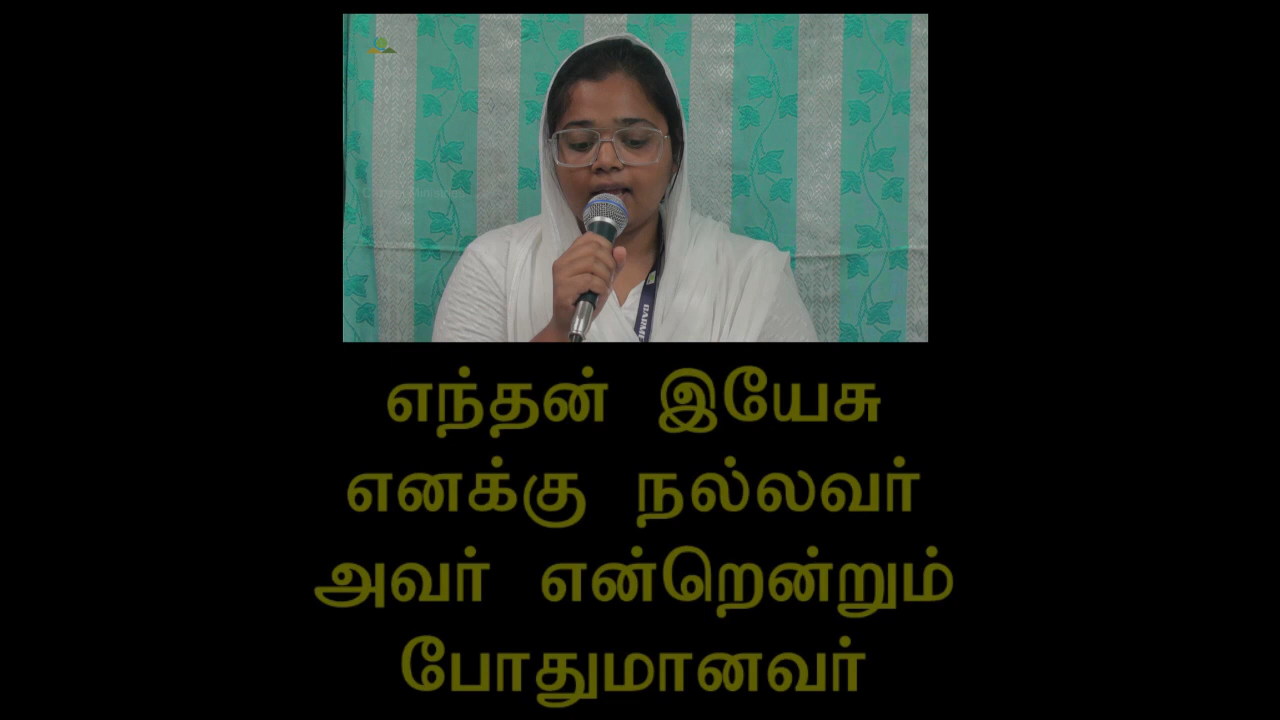 எந்தன் இயேசு
எனக்கு நல்லவர்
அவர் என்றென்றும்
போதுமானவர்